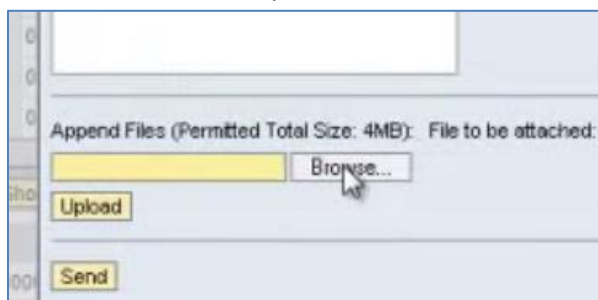 Append Files (Permitted Total Size: 4MB): File to be attached:
Browse...
Upload
Send